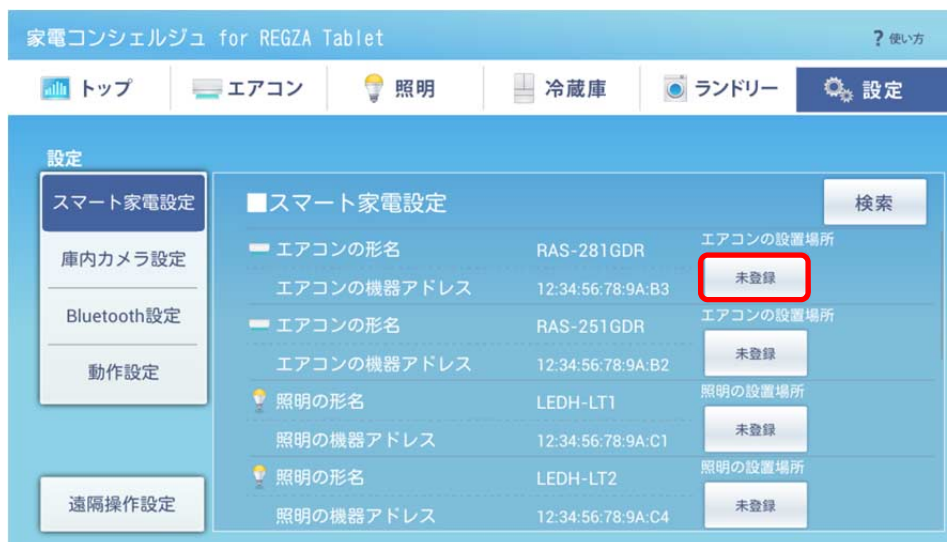 家電コンシェルジュ for REGZA Tablet
? 使い方
トップ エアコン 照明 冷蔵庫 ランドリー 設定
設定
スマート家電設定
庫内カメラ設定
Bluetooth設定
動作設定
遠隔操作設定
■スマート家電設定 検索
エアコンの形名 RAS-281GDR エアコンの設置場所
エアコンの機器アドレス 12:34:56:78:9A:B3 未登録
エアコンの形名 RAS-251GDR エアコンの設置場所
エアコンの機器アドレス 12:34:56:78:9A:B2 未登録
照明の形名 LEDH-LT1 照明の設置場所
照明の機器アドレス 12:34:56:78:9A:C1 未登録
照明の形名 LEDH-LT2 照明の設置場所
照明の機器アドレス 12:34:56:78:9A:C4 未登録